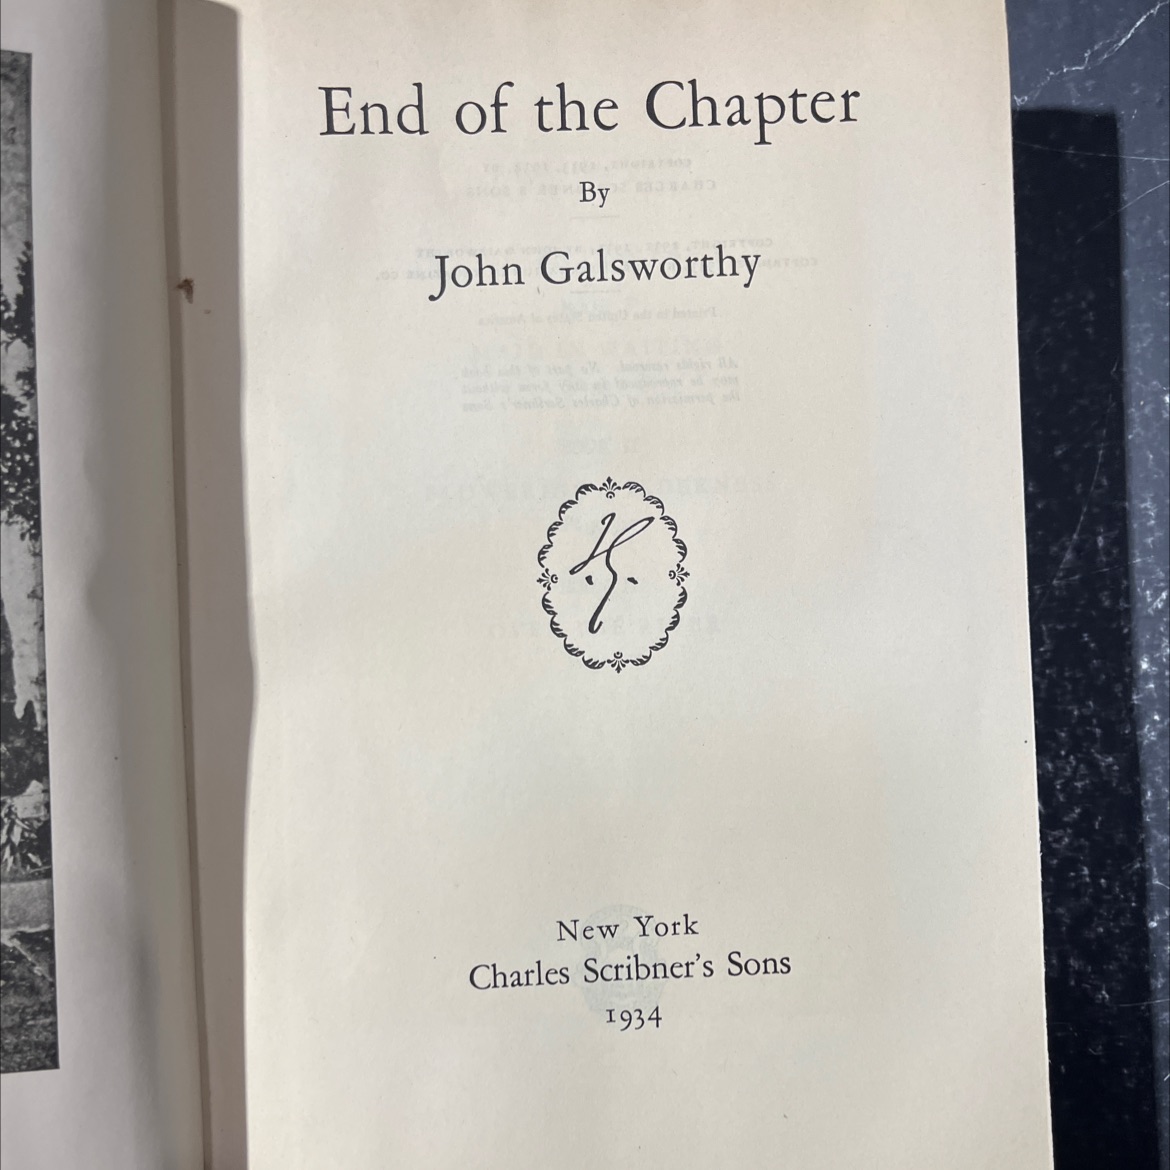 End of the Chapter
By
John Galsworthy
New York
Charles Scribner's Sons
1934